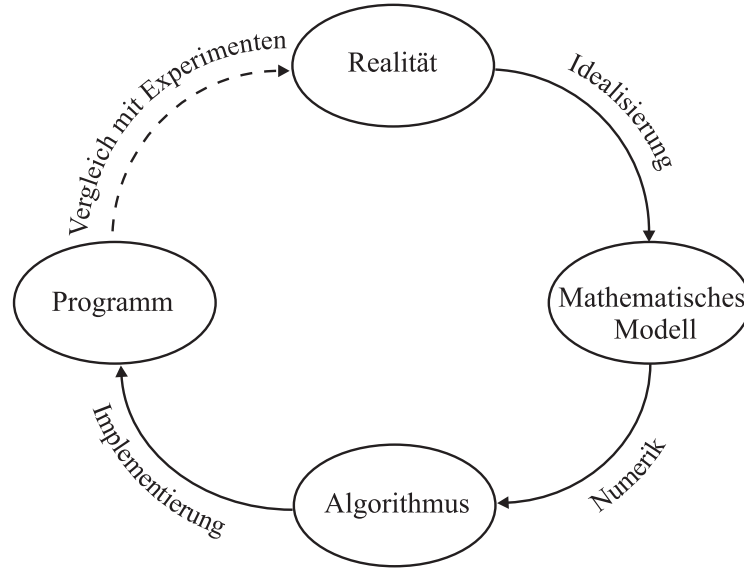 Realität
Idealisierung
Mathematisches
Modell
Numerik
Algorithmus
Implementierung
Programm
Vergleich mit Experimenten